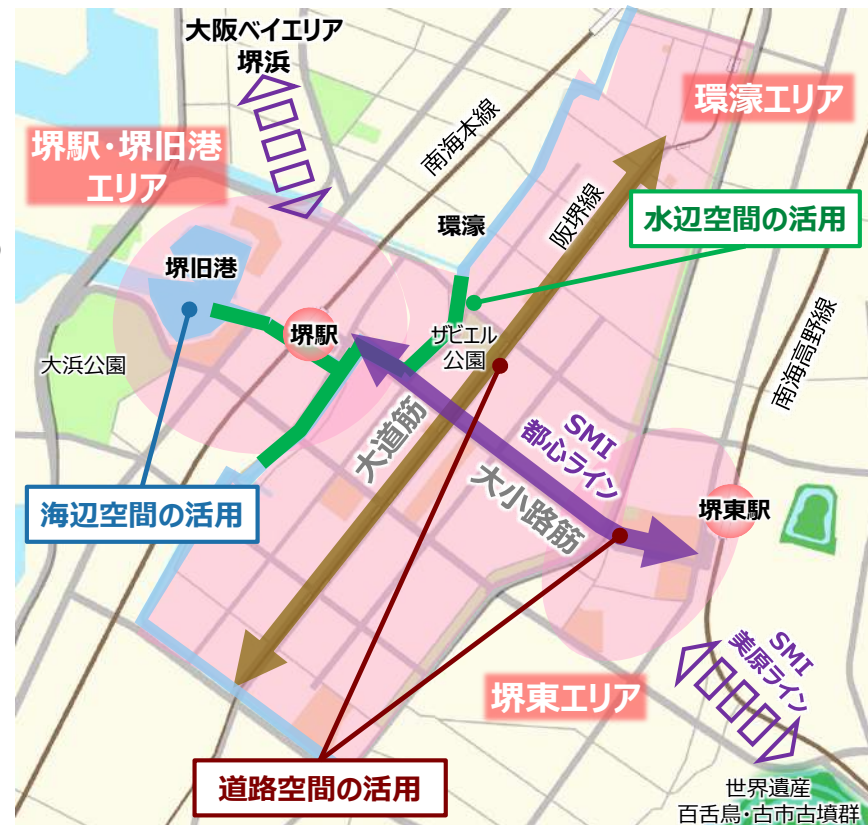 大阪ベイエリア
堺浜
環濠エリア
堺駅・堺旧港
エリア
南海本線
環濠
阪堺線
水辺空間の活用
堺旧港
堺駅
ザビエル
公園
大浜公園
南海高野線
大道筋
SMI
都心ライン
大小路筋
海辺空間の活用
堺東駅
SMI
美原ライン
堺東エリア
道路空間の活用
世界遺産
百舌鳥・古市古墳群